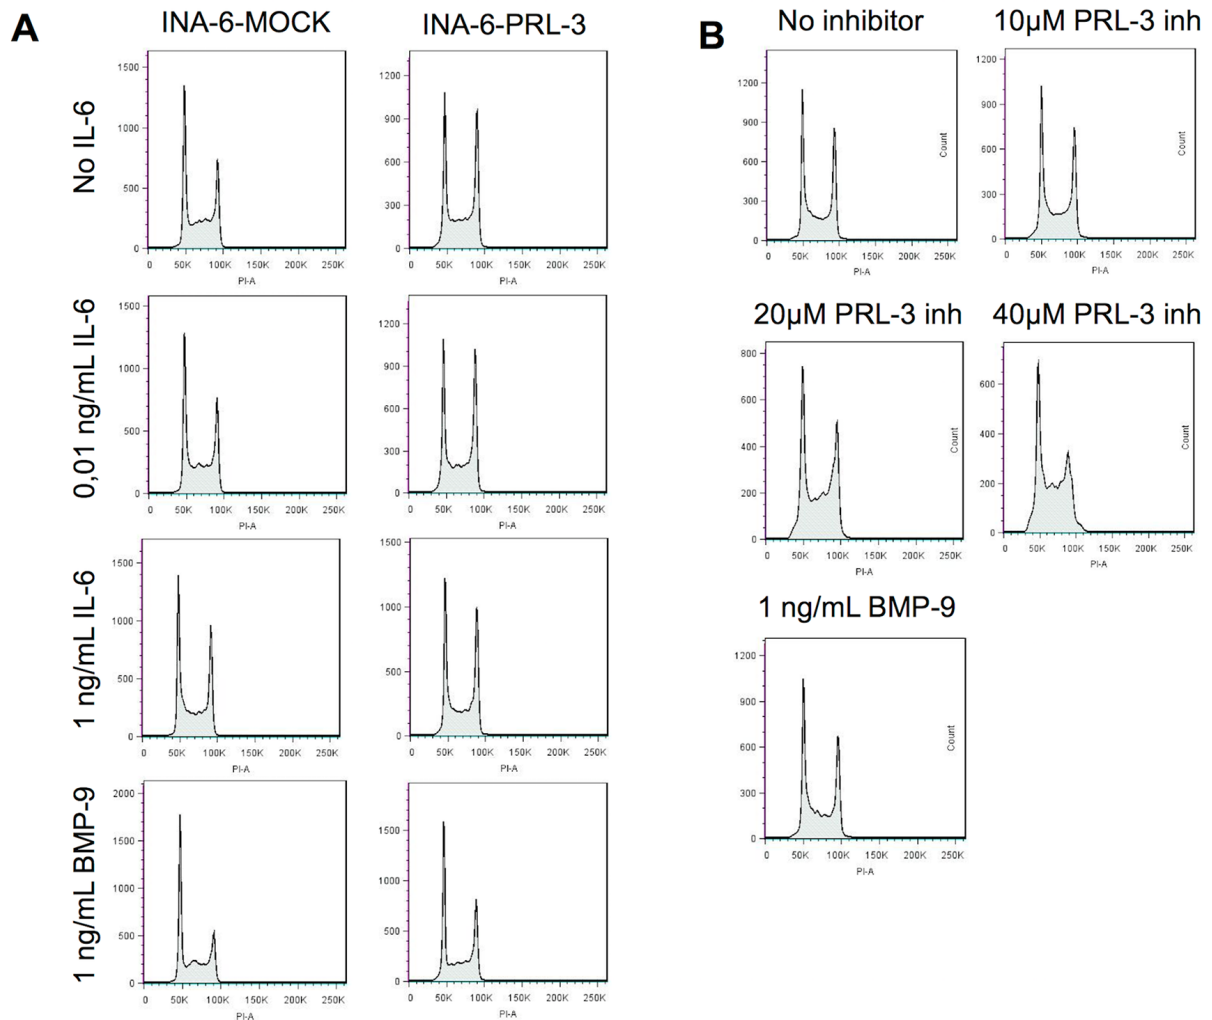 A
INA-6-MOCK
INA-6-PRL-3
No IL-6
1500
1000
500
0
0 50K 100K 150K 200K 250K
PI-A
1200
900
600
300
0
0 50K 100K 150K 200K 250K
PI-A
0,01 ng/mL IL-6
1500
1000
500
0
0 50K 100K 150K 200K 250K
PI-A
1200
900
600
300
0
0 50K 100K 150K 200K 250K
PI-A
1 ng/mL IL-6
1500
1000
500
0
0 50K 100K 150K 200K 250K
PI-A
1500
1000
500
0
0 50K 100K 150K 200K 250K
PI-A
1 ng/mL BMP-9
2000
1500
1000
500
0
0 50K 100K 150K 200K 250K
PI-A
1500
1000
500
0
0 50K 100K 150K 200K 250K
PI-A
B
No inhibitor
1200
900
600
300
0
Count
0 50K 100K 150K 200K 250K
PI-A
10µM PRL-3 inh
1200
900
600
300
0
Count
0 50K 100K 150K 200K 250K
PI-A
20µM PRL-3 inh
800
600
400
200
0
Count
0 50K 100K 150K 200K 250K
PI-A
40µM PRL-3 inh
600
400
200
0
Count
0 50K 100K 150K 200K 250K
PI-A
1 ng/mL BMP-9
1200
900
600
300
0
Count
0 50K 100K 150K 200K 250K
PI-A